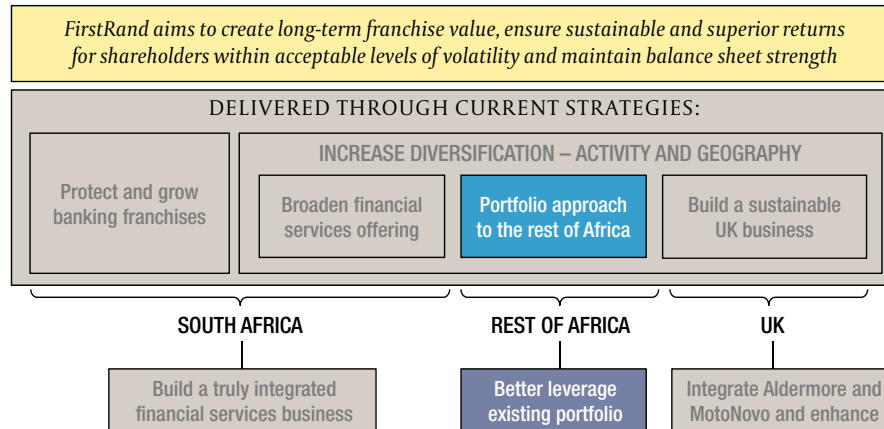 FirstRand aims to create long-term franchise value, ensure sustainable and superior returns
for shareholders within acceptable levels of volatility and maintain balance sheet strength
DELIVERED THROUGH CURRENT STRATEGIES:
Protect and grow
banking franchises
INCREASE DIVERSIFICATION – ACTIVITY AND GEOGRAPHY
Broaden financial
services offering
Portfolio approach
to the rest of Africa
Build a sustainable
UK business
SOUTH AFRICA
REST OF AFRICA
UK
Build a truly integrated
financial services business
Better leverage
existing portfolio
Integrate Aldermore and
MotoNovo and enhance